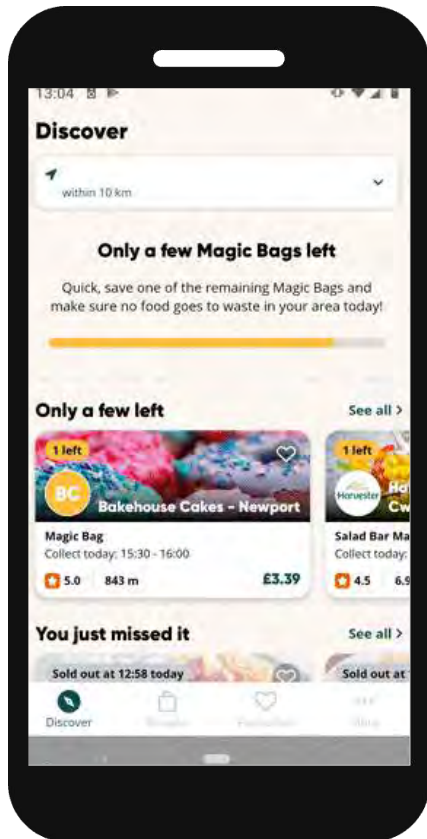 13:04
Discover
within 10 km
Only a few Magic Bags left
Quick, save one of the remaining Magic Bags and
make sure no food goes to waste in your area today!
Only a few left
See all >
1 left
BC
Bakehouse Cakes - Newport
Magic Bag
Collect today: 15:30 - 16:00
5.0
843 m
£3.39
1 left
Harvester
Ha
Cw
Salad Bar Ma
Collect today:
4.5
6.9
You just missed it
See all >
Sold out at 12:58 today
Sold out at
Discover